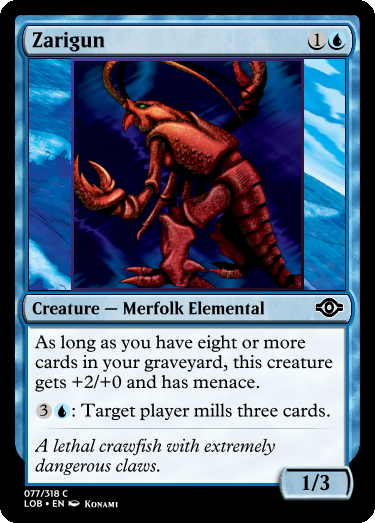 Zarigun 1
Creature — Merfolk Elemental
As long as you have eight or more
cards in your graveyard, this creature
gets +2/+0 and has menace.
3: Target player mills three cards.
A lethal crawfish with extremely
dangerous claws.
1/3
077/318 C
LOB • EN Konami